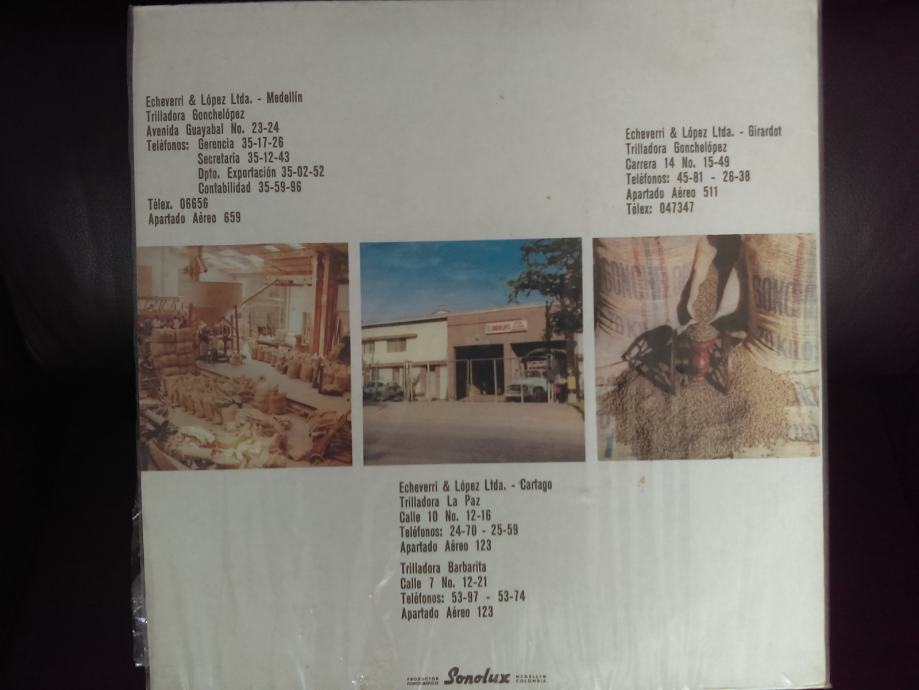 Echeverri & López Ltda. - Medellín
Trilladora Gonchelópez
Avenida Guayabal No. 23-24
Teléfonos: Gerencia 35-17-26
Secretaria 35-12-43
Dpto. Exportación 35-02-52
Contabilidad 35-59-96
Télex. 06656
Apartado Aéreo 659
Echeverri & López Ltda. - Girardot
Trilladora Gonchelópez
Carrera 14 No. 15-49
Teléfonos: 45-81 - 26-38
Apartado Aéreo 511
Télex: 047347
Echeverri & López Ltda. - Cartago
Trilladora La Paz
Calle 10 No. 12-16
Teléfonos: 24-70 - 25-59
Apartado Aéreo 123
Trilladora Barbarita
Calle 7 No. 12-21
Teléfonos: 53-97 - 53-74
Apartado Aéreo 123
PRODUCTOR FONOGRAFICO Sonolux MEDELLIN COLOMBIA